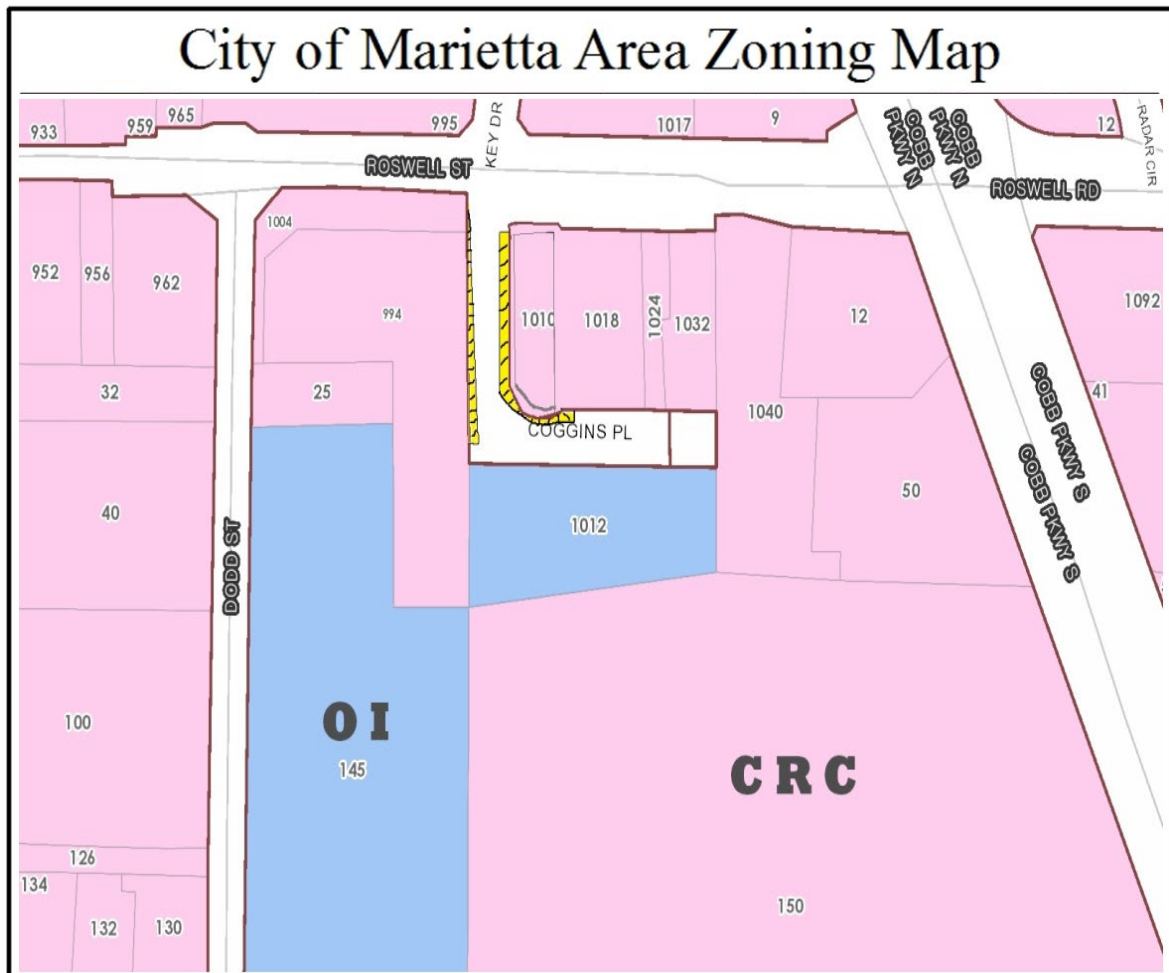 City of Marietta Area Zoning Map
933
959
965
995
KEY DR
1017
9
COBB PKWY N
COBB PKWY N
12
RADAR CIR
ROSWELL ST
ROSWELL RD
952
956
962
1004
994
1010
1018
1024
1032
12
1092
32
25
1040
41
COGGINS PL
COBB PKWY S
COBB PKWY S
40
50
1012
DODD ST
100
O I
145
C R C
126
134
132
130
150